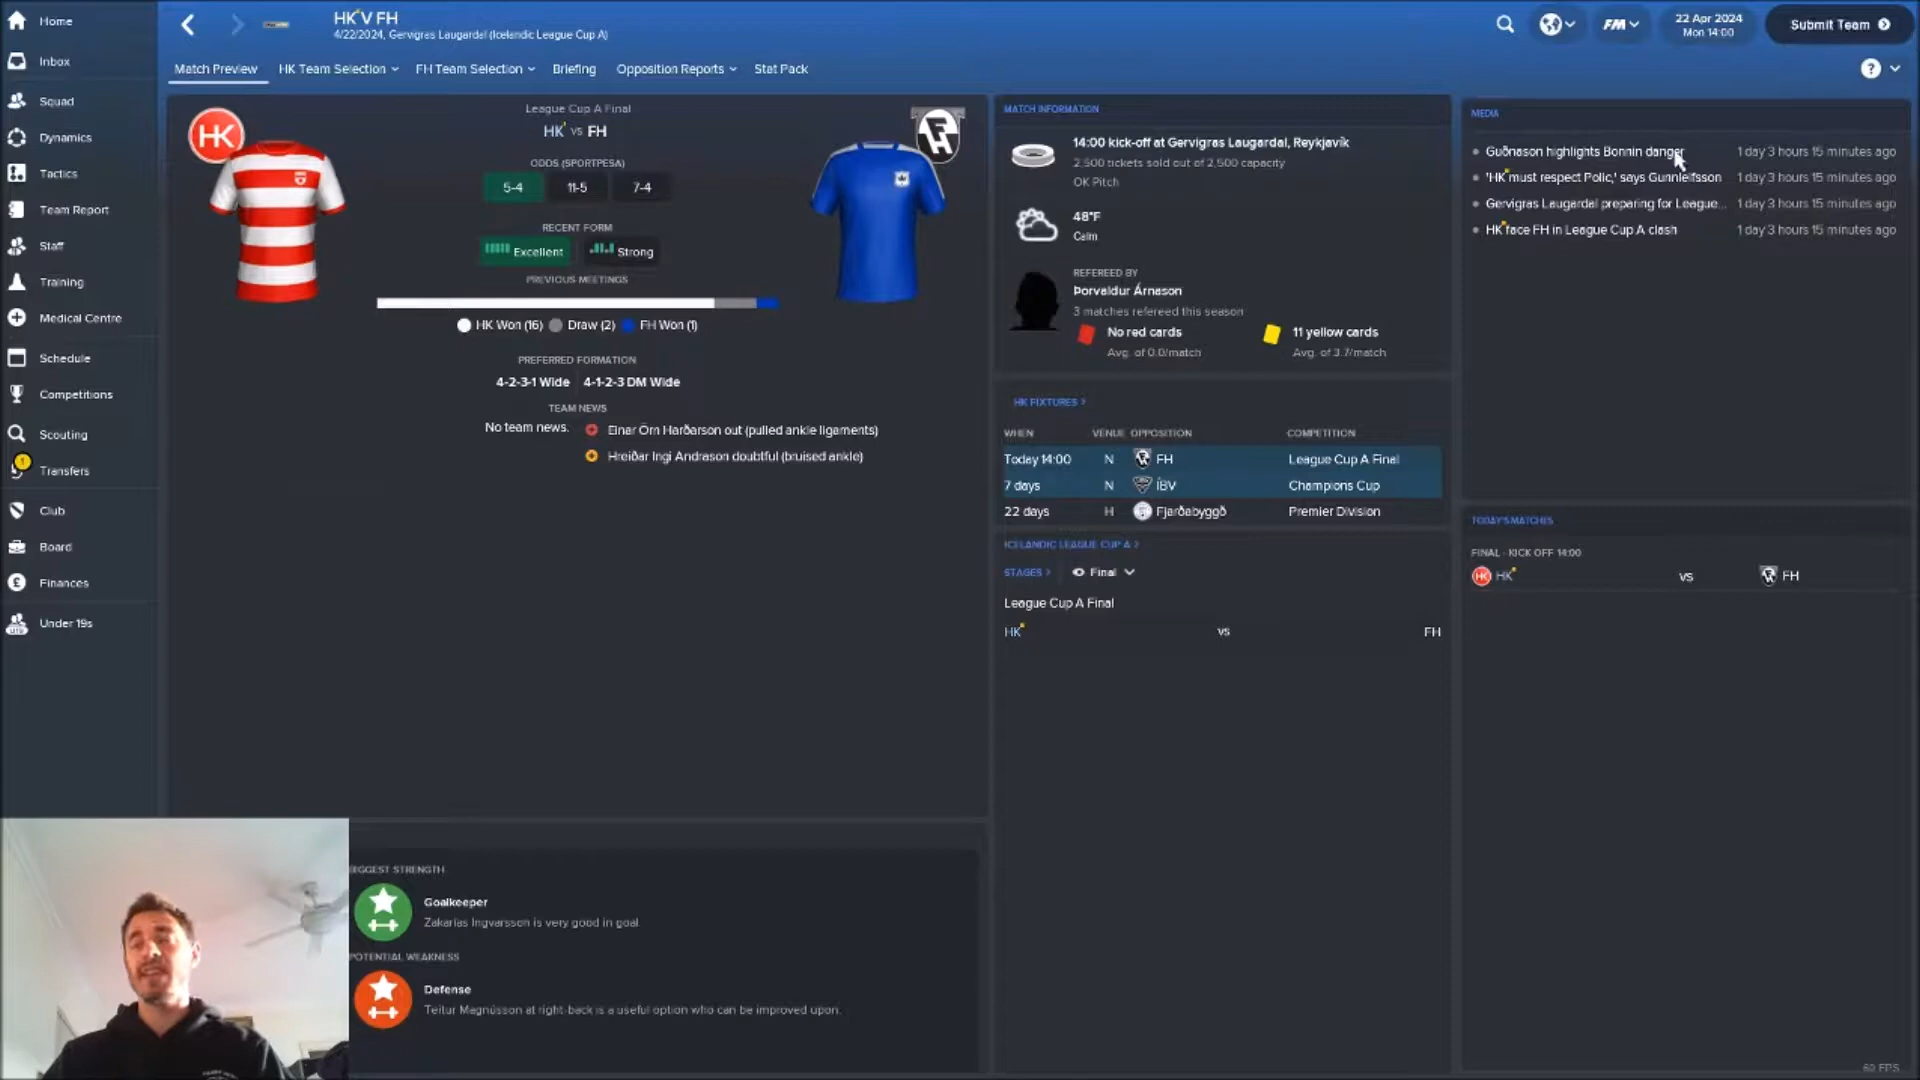 Home
Inbox
Squad
Dynamics
Tactics
Team Report
Staff
Training
Medical Centre
Schedule
Competitions
Scouting
1
Transfers
Club
Board
Finances
Under 19s
HK V FH
4/22/2024, Gervigras Laugardal (Icelandic League Cup A)
FM
22 Apr 2024
Mon 14:00
Submit Team
Match Preview
HK Team Selection
FH Team Selection
Briefing
Opposition Reports
Stat Pack
?
HK
League Cup A Final
HK vs FH
ODDS (SPORTPESA)
5-4 11-5 7-4
RECENT FORM
Excellent Strong
PREVIOUS MEETINGS
HK Won (16) Draw (2) FH Won (1)
PREFERRED FORMATION
4-2-3-1 Wide 4-1-2-3 DM Wide
TEAM NEWS
No team news.
Einar Örn Harðarson out (pulled ankle ligaments)
Hreiðar Ingi Andrason doubtful (bruised ankle)
BIGGEST STRENGTH
Goalkeeper
Zakarías Ingvarsson is very good in goal
POTENTIAL WEAKNESS
Defense
Teitur Magnússon at right-back is a useful option who can be improved upon.
MATCH INFORMATION
14:00 kick-off at Gervigras Laugardal, Reykjavík
2,500 tickets sold out of 2,500 capacity
OK Pitch
48°F
Calm
REFEREED BY
Þorvaldur Árnason
3 matches refereed this season
No red cards
Avg. of 0.0/match
11 yellow cards
Avg. of 3.7/match
HK FIXTURES >
WHEN VENUE OPPOSITION COMPETITION
Today 14:00 N FH League Cup A Final
7 days N ÍBV Champions Cup
22 days H Fjarðabyggð Premier Division
ICELANDIC LEAGUE CUP A >
STAGES > Final
League Cup A Final
HK vs FH
MEDIA
Guðnason highlights Bonnin danger 1 day 3 hours 15 minutes ago
'HK must respect Polic,' says Gunnleifsson 1 day 3 hours 15 minutes ago
Gervigras Laugardal preparing for League... 1 day 3 hours 15 minutes ago
HK face FH in League Cup A clash 1 day 3 hours 15 minutes ago
TODAY'S MATCHES
FINAL - KICK OFF 14:00
HK HK vs FH
60 FPS